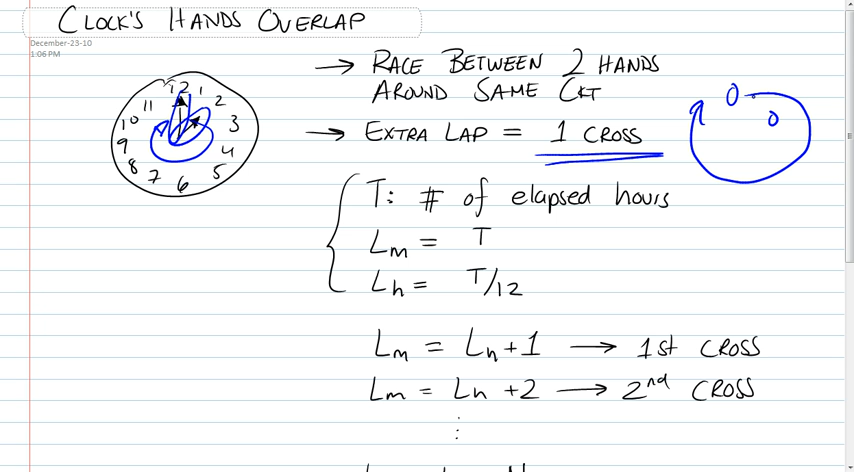 CLOCK'S HANDS OVERLAP
December-23-10
1:06 PM
→ RACE BETWEEN 2 HANDS
AROUND SAME CKT
→ EXTRA LAP = 1 CROSS
12 1 2 3 4 5 6 7 8 9 10 11
T: # of elapsed hours
Lm = T
Lh = T/12
Lm = Lh + 1 → 1st CROSS
Lm = Lh + 2 → 2nd CROSS
⋮